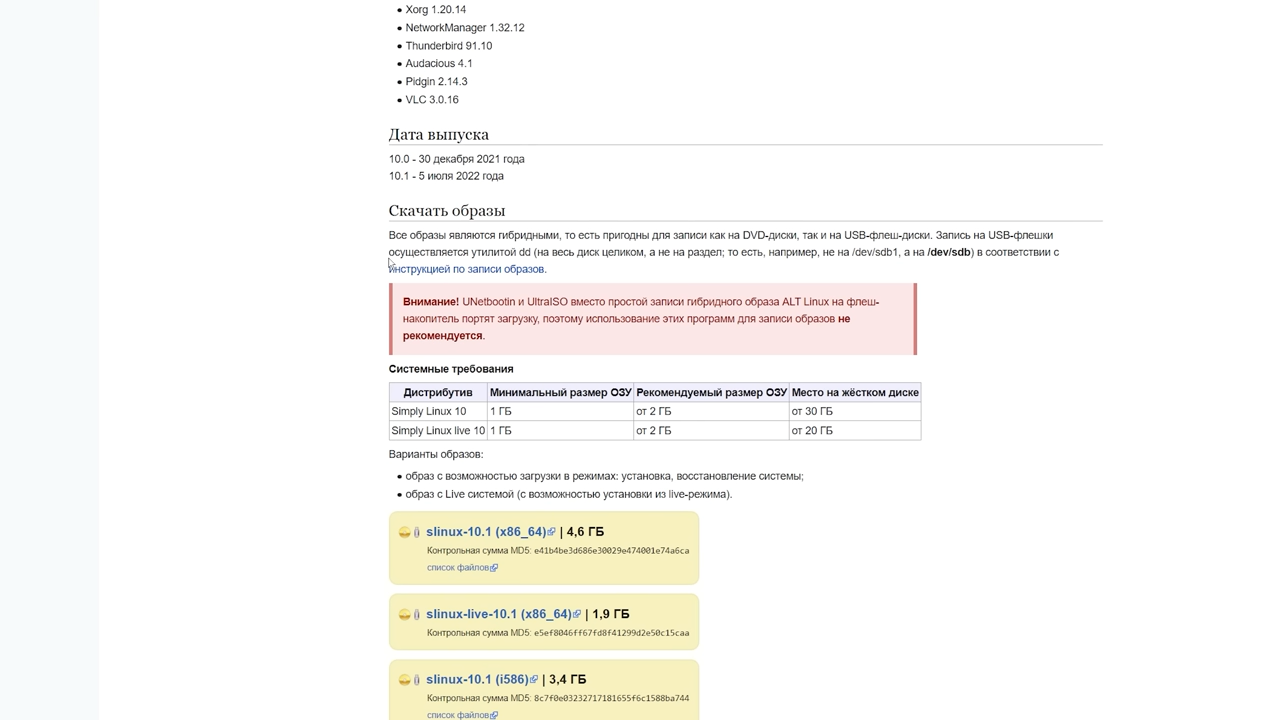 Xorg 1.20.14
NetworkManager 1.32.12
Thunderbird 91.10
Audacious 4.1
Pidgin 2.14.3
VLC 3.0.16
Дата выпуска
10.0 - 30 декабря 2021 года
10.1 - 5 июля 2022 года
Скачать образы
Все образы являются гибридными, то есть пригодны для записи как на DVD-диски, так и на USB-флеш-диски. Запись на USB-флешки
осуществляется утилитой dd (на весь диск целиком, а не на раздел; то есть, например, не на /dev/sdb1, а на /dev/sdb) в соответствии с
инструкцией по записи образов.
Внимание! UNetbootin и UltraISO вместо простой записи гибридного образа ALT Linux на флеш-
накопитель портят загрузку, поэтому использование этих программ для записи образов не
рекомендуется.
Системные требования
Дистрибутив Минимальный размер ОЗУ Рекомендуемый размер ОЗУ Место на жёстком диске
Simply Linux 10 1 ГБ от 2 ГБ от 30 ГБ
Simply Linux live 10 1 ГБ от 2 ГБ от 20 ГБ
Варианты образов:
образ с возможностью загрузки в режимах: установка, восстановление системы;
образ с Live системой (с возможностью установки из live-режима).
slinux-10.1 (x86_64) | 4,6 ГБ
Контрольная сумма MD5: e41b4be3d686e30029e474001e74a6ca
список файлов
slinux-live-10.1 (x86_64) | 1,9 ГБ
Контрольная сумма MD5: e5ef8046ff67fd8f41299d2e50c15caa
slinux-10.1 (i586) | 3,4 ГБ
Контрольная сумма MD5: 8c7f0e03232717181655f6c1588ba744
список файлов